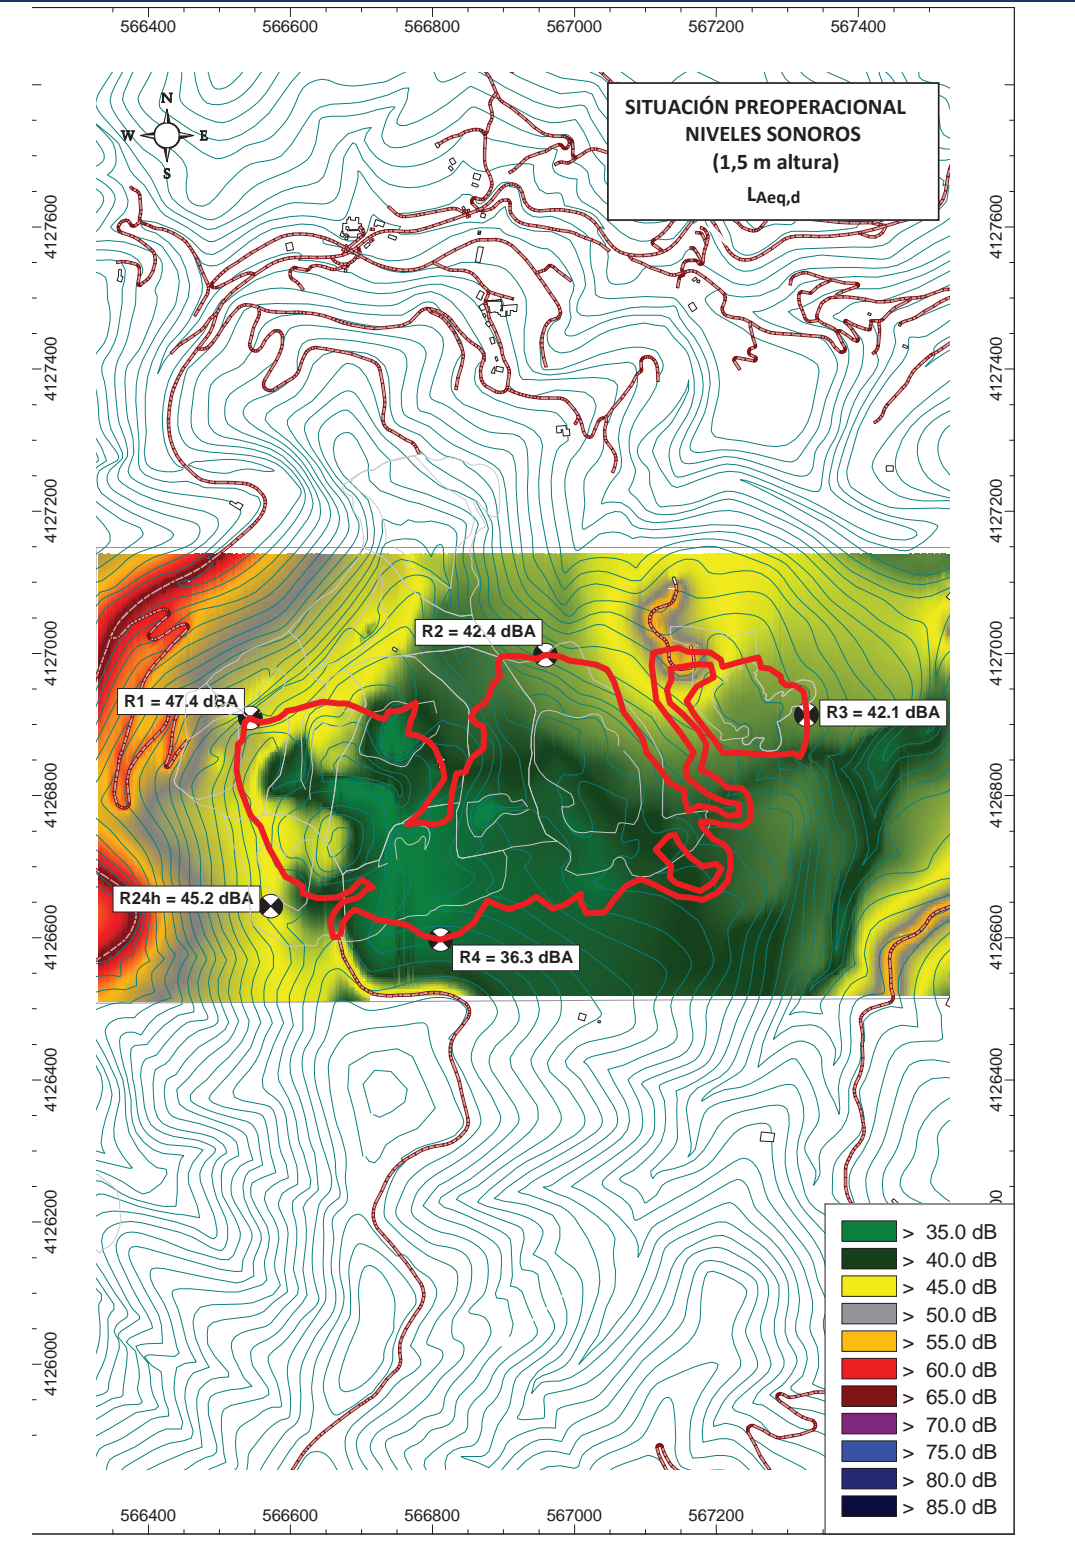 566400 566600 566800 567000 567200 567400
SITUACIÓN PREOPERACIONAL
NIVELES SONOROS
(1,5 m altura)
LAeq,d
N
W E
S
4127600
4127400
4127200
4127000
4126800
4126600
4126400
4126200
4126000
4127600
4127400
4127200
4127000
4126800
4126600
4126400
R2 = 42.4 dBA
R1 = 47.4 dBA
R3 = 42.1 dBA
R24h = 45.2 dBA
R4 = 36.3 dBA
> 35.0 dB
> 40.0 dB
> 45.0 dB
> 50.0 dB
> 55.0 dB
> 60.0 dB
> 65.0 dB
> 70.0 dB
> 75.0 dB
> 80.0 dB
> 85.0 dB
566400 566600 566800 567000 567200